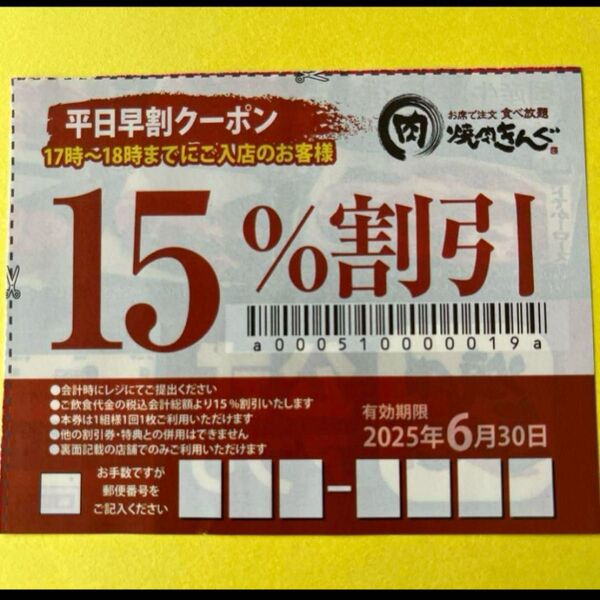 平日早割クーポン
17時〜18時までにご入店のお客様
肉
お席で注文 食べ放題
焼肉きんぐ
15%割引
a0005100000019a
●会計時にレジにてご提出ください
●ご飲食代金の税込会計総額より15%割引いたします
●本券は1組様1回1枚ご利用いただけます
●他の割引券・特典との併用はできません
●裏面記載の店舗でのみご利用いただけます
有効期限
2025年6月30日
お手数ですが
郵便番号を
ご記入ください